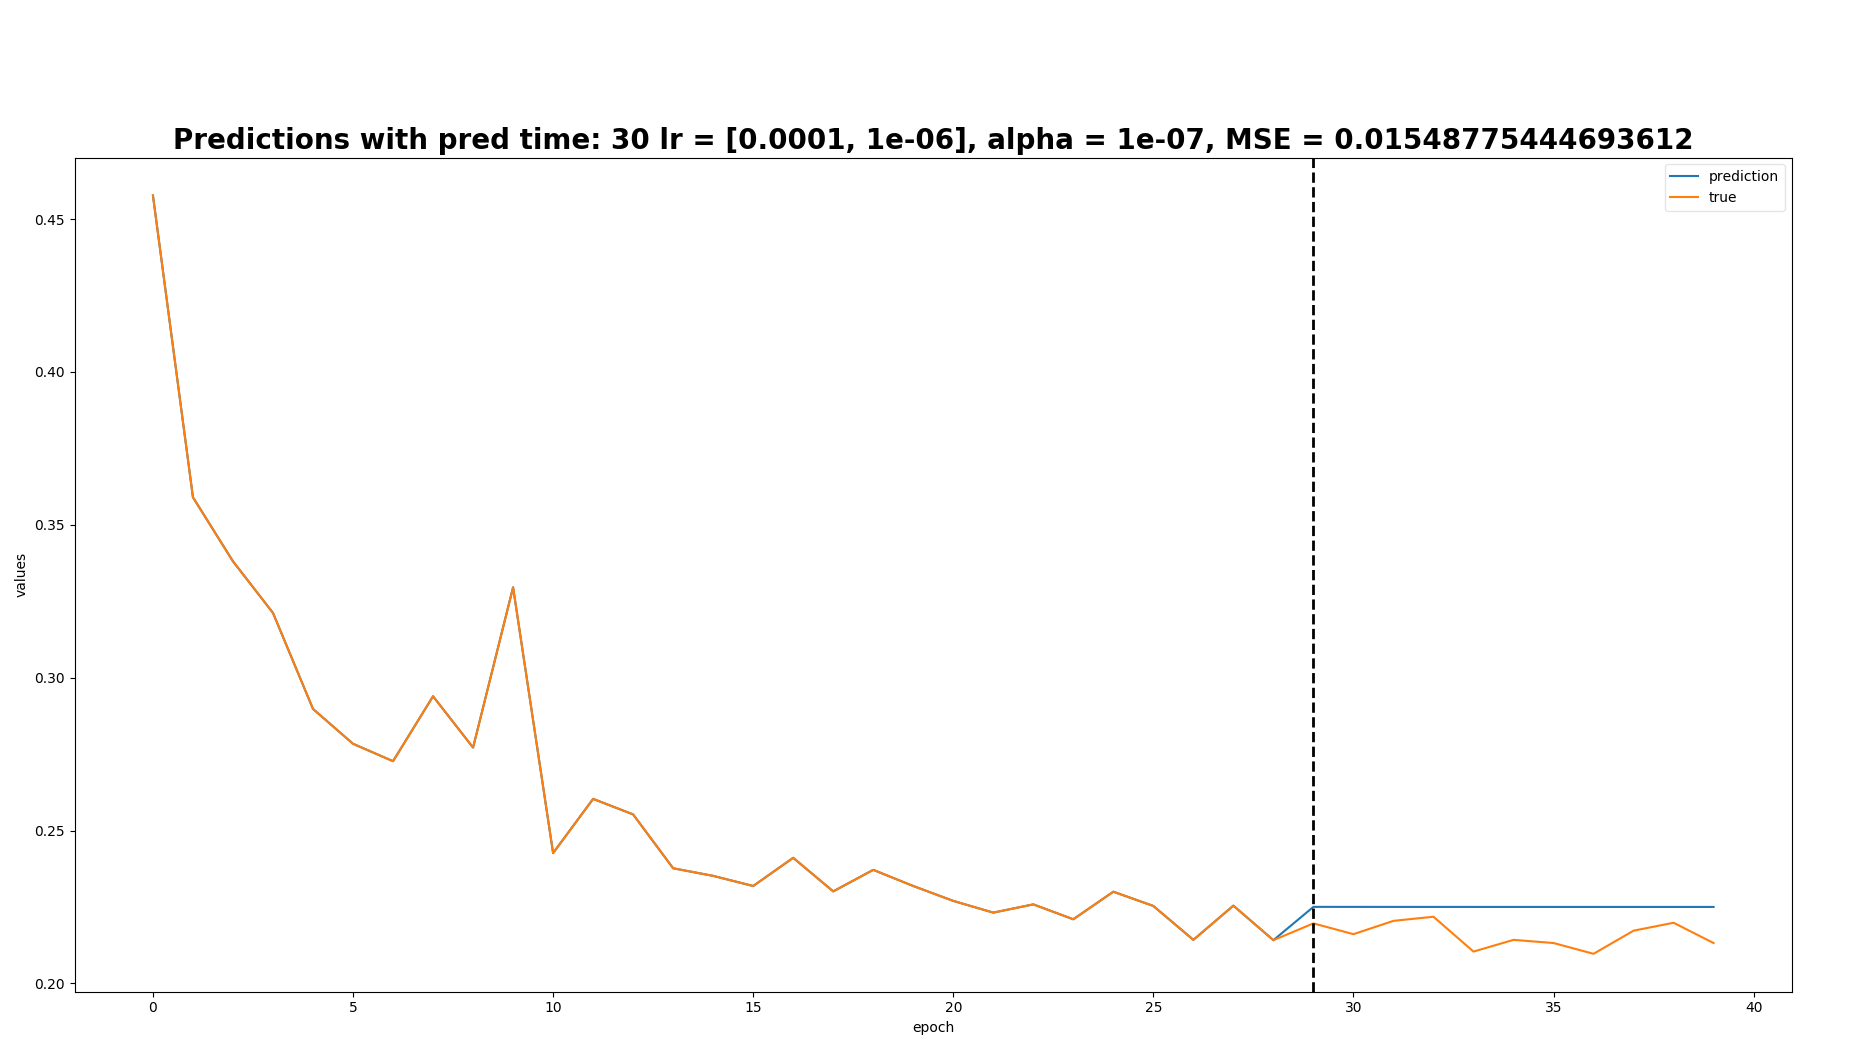 Predictions with pred time: 30 lr = [0.0001, 1e-06], alpha = 1e-07, MSE = 0.01548775444693612
prediction
true
0.45
0.40
0.35
0.30
0.25
0.20
values
0 5 10 15 20 25 30 35 40
epoch